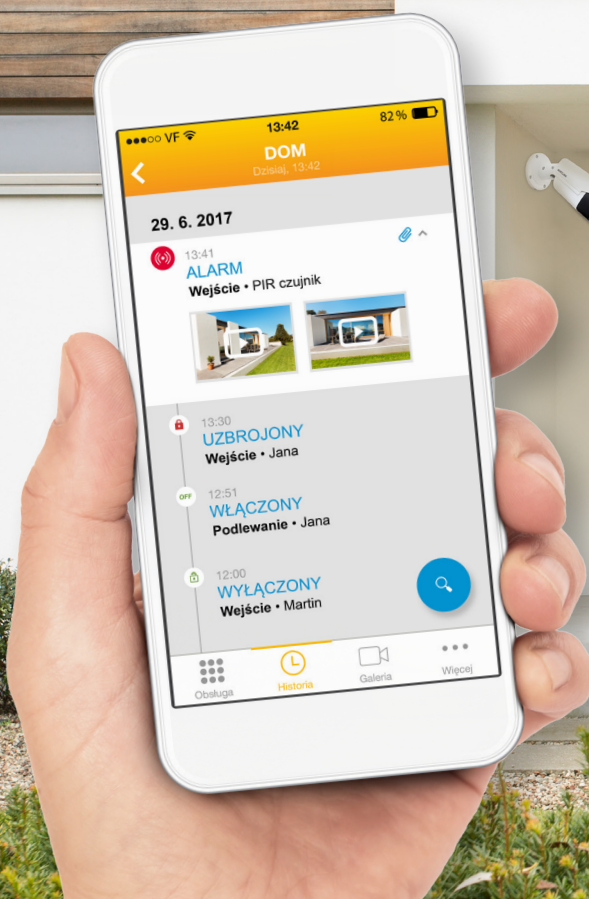 VF 13:42 82%
DOM
Dzisiaj, 13:42
29. 6. 2017
13:41
ALARM
Wejście • PIR czujnik
13:30
UZBROJONY
Wejście • Jana
OFF 12:51
WŁĄCZONY
Podlewanie • Jana
12:00
WYŁĄCZONY
Wejście • Martin
Obsługa Historia Galeria Więcej